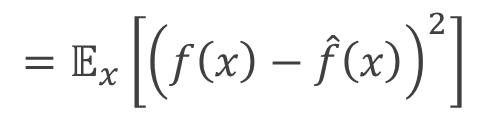 = 𝔼ₓ [(f(x) − f̂(x))²]